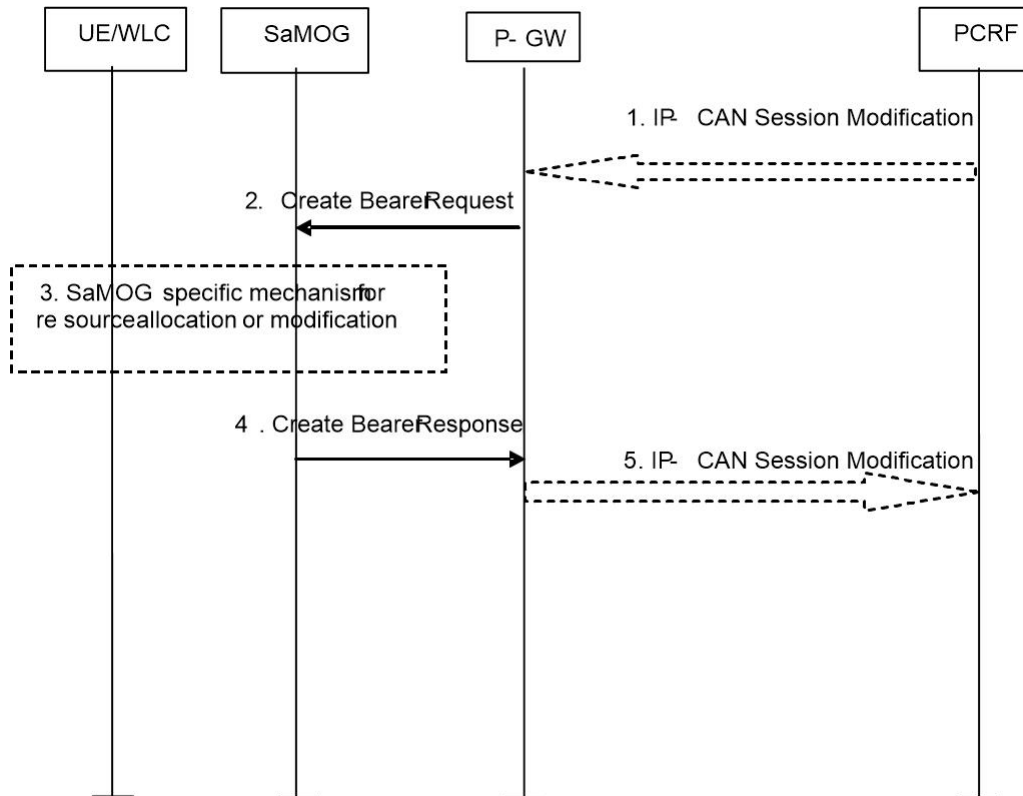 UE/WLC
SaMOG
P- GW
PCRF
1. IP- CAN Session Modification
2. Create BearerRequest
3. SaMOG specific mechanismfor
re sourceallocation or modification
4 . Create BearerResponse
5. IP- CAN Session Modification